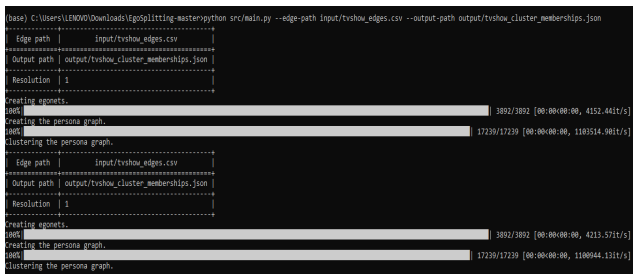 (base) C:\Users\LENOVO\Downloads\EgoSplitting-master>python src/main.py --edge-path input/tvshow_edges.csv --output-path output/tvshow_cluster_memberships.json
| Edge path | input/tvshow_edges.csv |
| Output path | output/tvshow_cluster_memberships.json |
| Resolution | 1 |
Creating egonets.
100%| | 3892/3892 [00:00<00:00, 4152.44it/s]
Creating the persona graph.
100%| | 17239/17239 [00:00<00:00, 1103514.90it/s]
Clustering the persona graph.
| Edge path | input/tvshow_edges.csv |
| Output path | output/tvshow_cluster_memberships.json |
| Resolution | 1 |
Creating egonets.
100%| | 3892/3892 [00:00<00:00, 4213.57it/s]
Creating the persona graph.
100%| | 17239/17239 [00:00<00:00, 1100944.13it/s]
Clustering the persona graph.